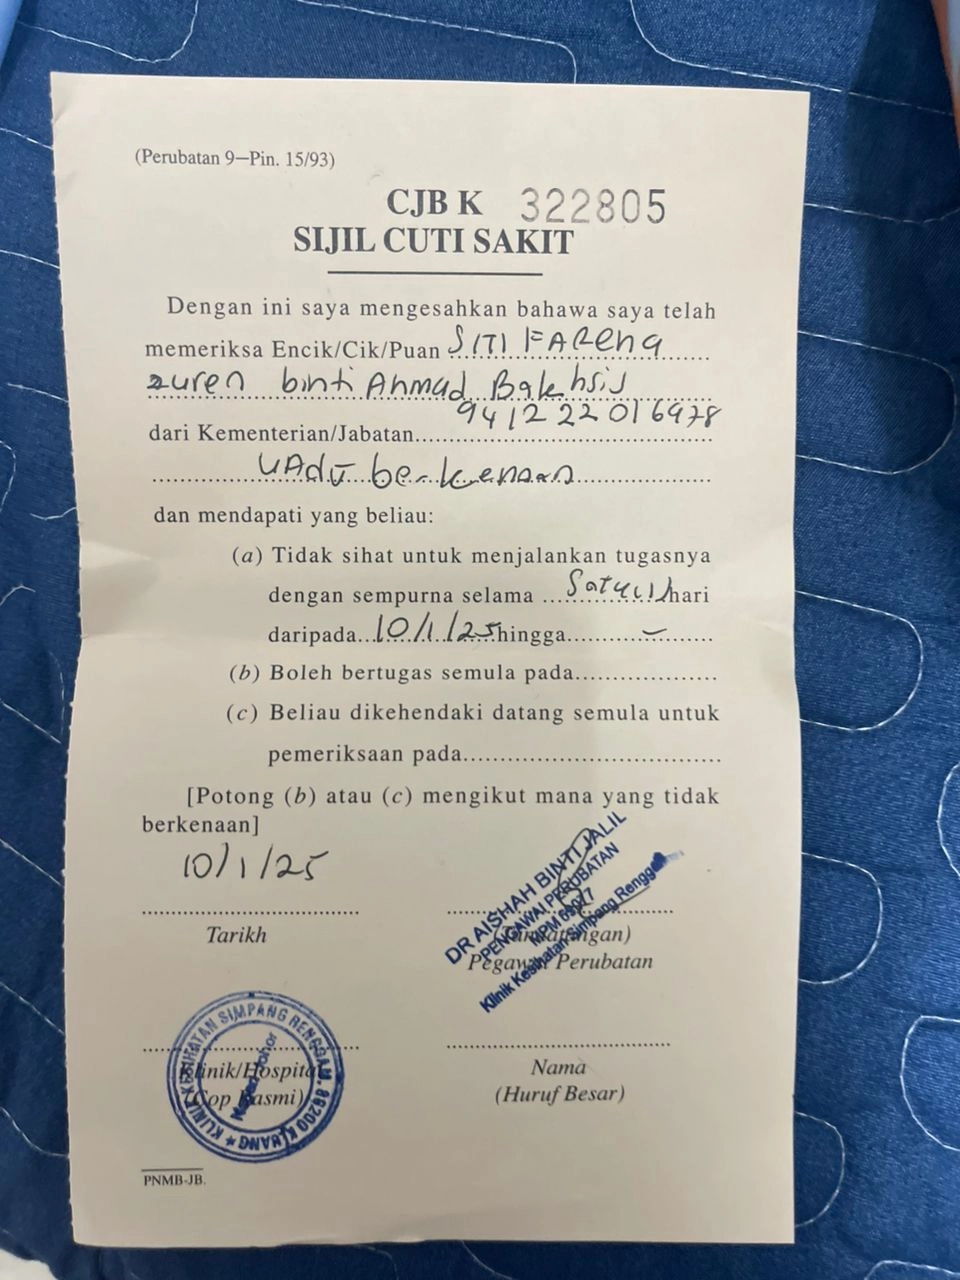 (Perubatan 9—Pin. 15/93)
CJB K 322805
SIJIL CUTI SAKIT
Dengan ini saya mengesahkan bahawa saya telah
memeriksa Encik/Cik/Puan SITI FAReng
zuren binti Ahmad Bakhsis
941222016978
dari Kementerian/Jabatan
berkenaan
dan mendapati yang beliau:
(a) Tidak sihat untuk menjalankan tugasnya
dengan sempurna selama Satu(1) hari
daripada 10/1/25 hingga –
(b) Boleh bertugas semula pada
(c) Beliau dikehendaki datang semula untuk
pemeriksaan pada
[Potong (b) atau (c) mengikut mana yang tidak
berkenaan]
10/1/25
Tarikh
DR AISHAH BINTI JALIL
PEGAWAI PERUBATAN
Klinik Kesihatan Simpang Renggam
(Tandatangan)
Pegawai Perubatan
KLINIK KESIHATAN SIMPANG RENGGAM, 86200 KLUANG
Klinik/Hospital
(Cop Rasmi)
Nama
(Huruf Besar)
PNMB-JB.